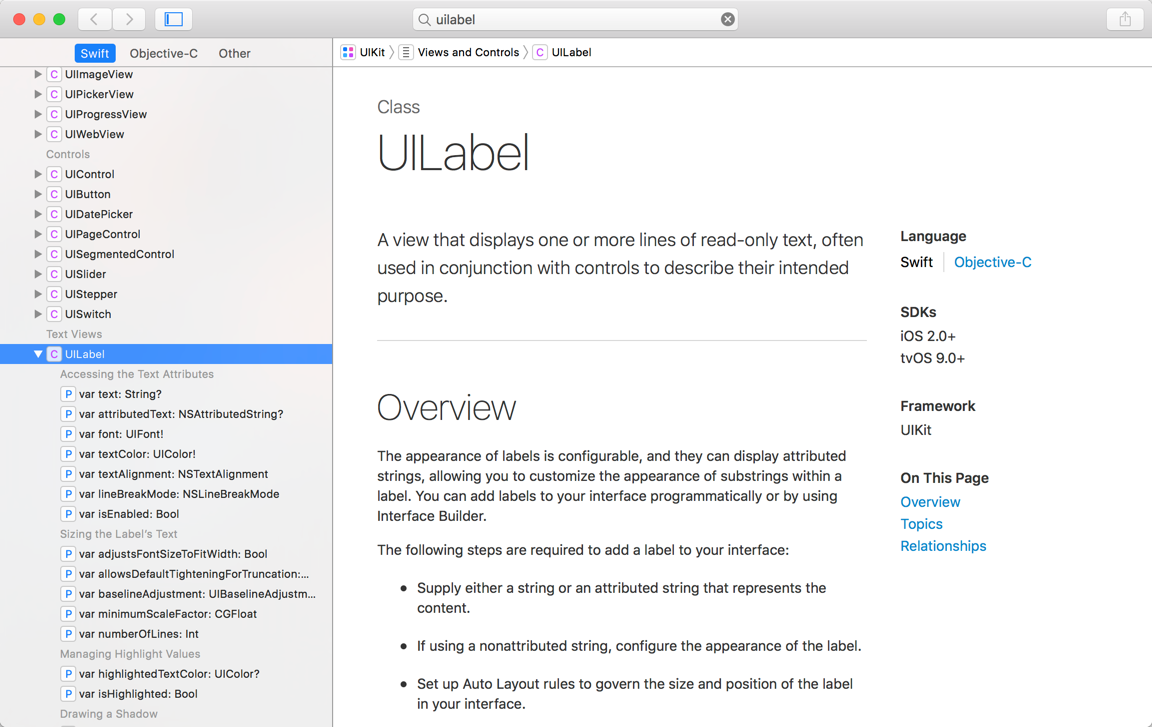 uilabel
Swift Objective-C Other
UIKit Views and Controls C UILabel
C UIImageView
C UIPickerView
C UIProgressView
C UIWebView
Controls
C UIControl
C UIButton
C UIDatePicker
C UIPageControl
C UISegmentedControl
C UISlider
C UIStepper
C UISwitch
Text Views
C UILabel
Accessing the Text Attributes
P var text: String?
P var attributedText: NSAttributedString?
P var font: UIFont!
P var textColor: UIColor!
P var textAlignment: NSTextAlignment
P var lineBreakMode: NSLineBreakMode
P var isEnabled: Bool
Sizing the Label's Text
P var adjustsFontSizeToFitWidth: Bool
P var allowsDefaultTighteningForTruncation:...
P var baselineAdjustment: UIBaselineAdjustm...
P var minimumScaleFactor: CGFloat
P var numberOfLines: Int
Managing Highlight Values
P var highlightedTextColor: UIColor?
P var isHighlighted: Bool
Drawing a Shadow
Class
UILabel
A view that displays one or more lines of read-only text, often
used in conjunction with controls to describe their intended
purpose.
Overview
The appearance of labels is configurable, and they can display attributed
strings, allowing you to customize the appearance of substrings within a
label. You can add labels to your interface programmatically or by using
Interface Builder.
The following steps are required to add a label to your interface:
• Supply either a string or an attributed string that represents the
content.
• If using a nonattributed string, configure the appearance of the label.
• Set up Auto Layout rules to govern the size and position of the label
in your interface.
Language
Swift Objective-C
SDKs
iOS 2.0+
tvOS 9.0+
Framework
UIKit
On This Page
Overview
Topics
Relationships